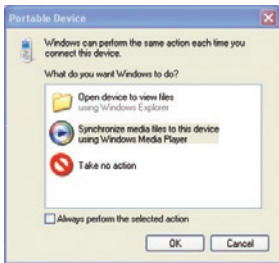 Portable Device
Windows can perform the same action each time you
connect this device.
What do you want Windows to do?
Open device to view files
using Windows Explorer
Synchronize media files to this device
using Windows Media Player
Take no action
Always perform the selected action
OK
Cancel